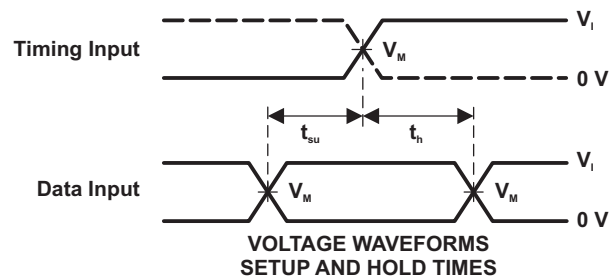 V_I
Timing Input
V_M
0 V
t_su t_h
V_I
Data Input
V_M V_M
0 V
VOLTAGE WAVEFORMS
SETUP AND HOLD TIMES